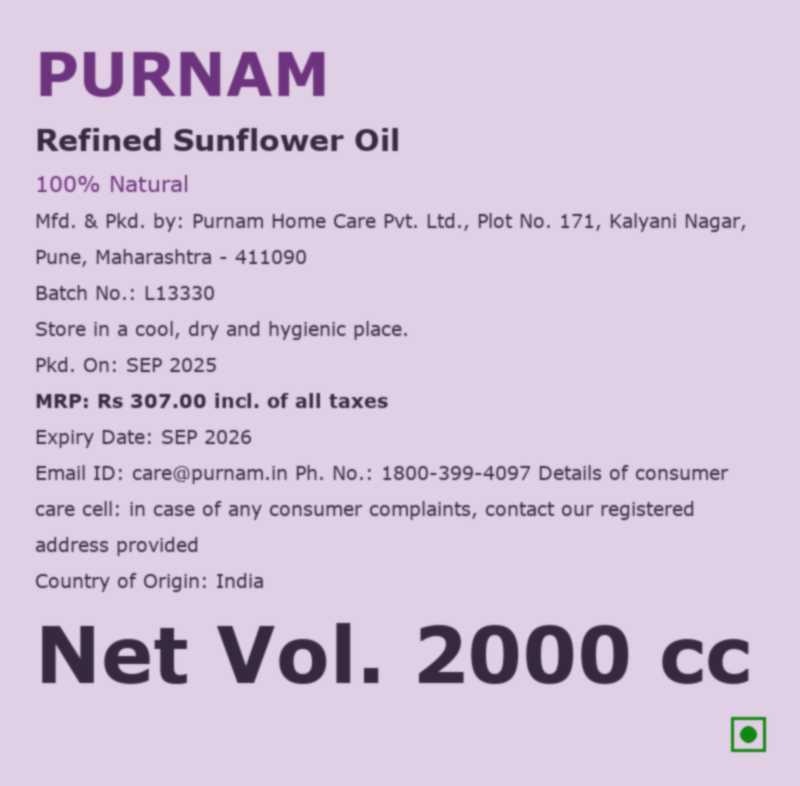 PURNAM
Refined Sunflower Oil
100% Natural
Mfd. & Pkd. by: Purnam Home Care Pvt. Ltd., Plot No. 171, Kalyani Nagar,
Pune, Maharashtra - 411090
Batch No.: L13330
Store in a cool, dry and hygienic place.
Pkd. On: SEP 2025
MRP: Rs 307.00 incl. of all taxes
Expiry Date: SEP 2026
Email ID: care@purnam.in Ph. No.: 1800-399-4097 Details of consumer
care cell: in case of any consumer complaints, contact our registered
address provided
Country of Origin: India
Net Vol. 2000 cc